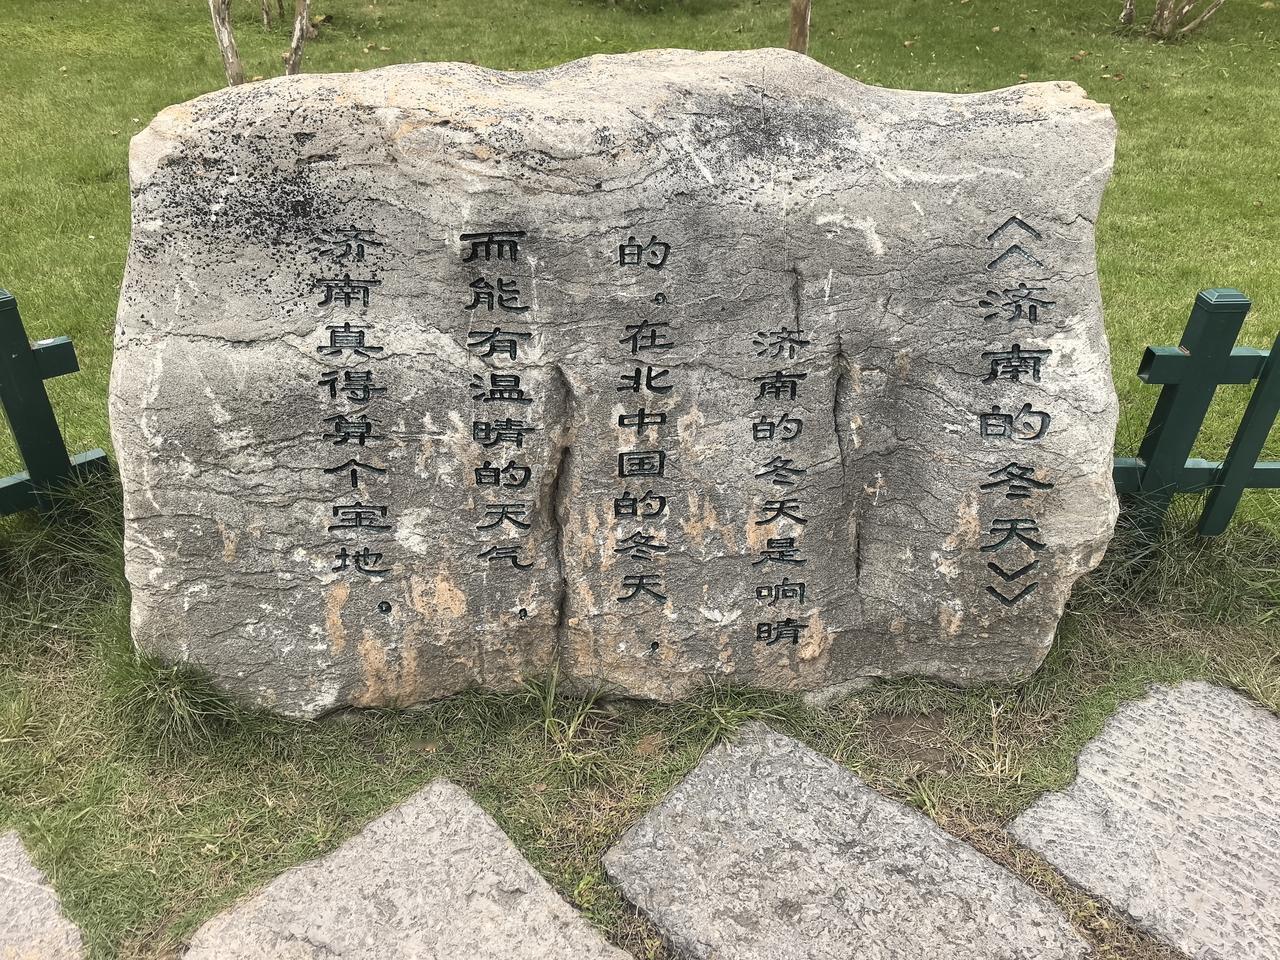 《济南的冬天》
济南的冬天是响晴
的。在北中国的冬天，
而能有温晴的天气，
济南真得算个宝地。